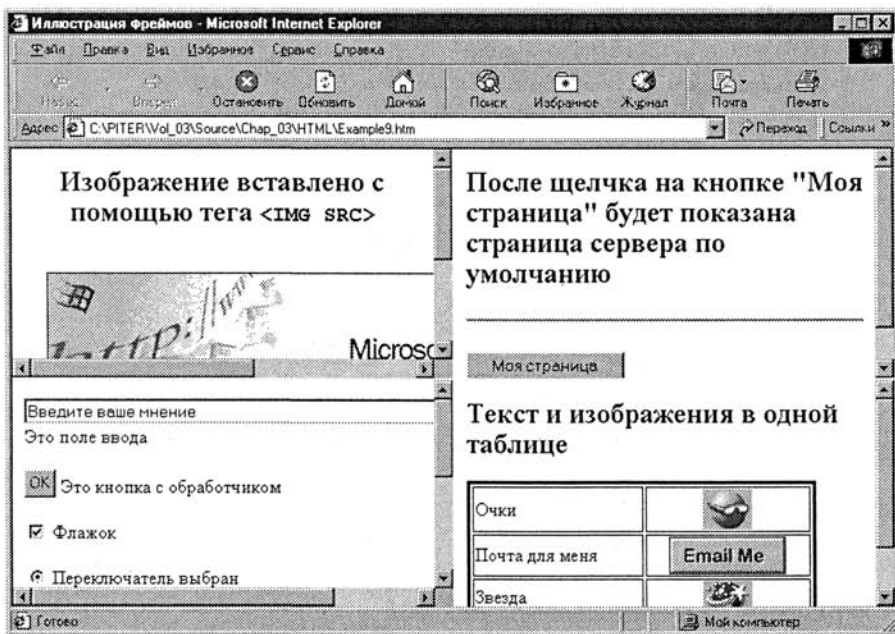 Иллюстрация фреймов - Microsoft Internet Explorer
Файл Правка Вид Избранное Сервис Справка
Назад Вперед Остановить Обновить Домой Поиск Избранное Журнал Почта Печать
Адрес C:\PITER\Vol_03\Source\Chap_03\HTML\Example9.htm Переход Ссылки »
Изображение вставлено с
помощью тега <IMG SRC>
http://
Microsc
После щелчка на кнопке "Моя
страница" будет показана
страница сервера по
умолчанию
Моя страница
Введите ваше мнение
Это поле ввода
OK Это кнопка с обработчиком
Флажок
Переключатель выбран
Текст и изображения в одной
таблице
Очки
Почта для меня Email Me
Звезда
Готово Мой компьютер